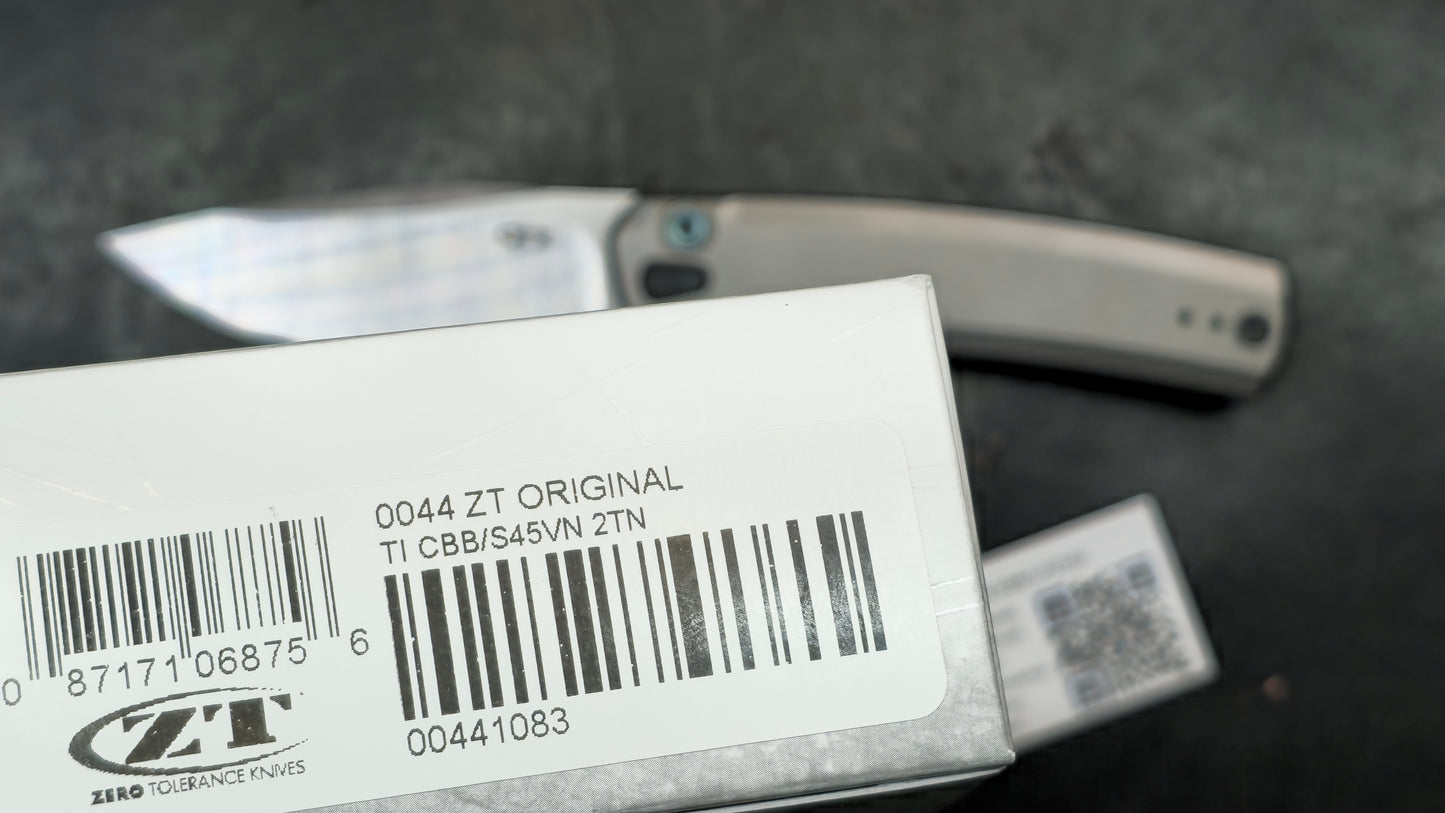 0044 ZT ORIGINAL
TI CBB/S45VN 2TN
0 87171 06875 6
00441083
ZT
ZERO TOLERANCE KNIVES